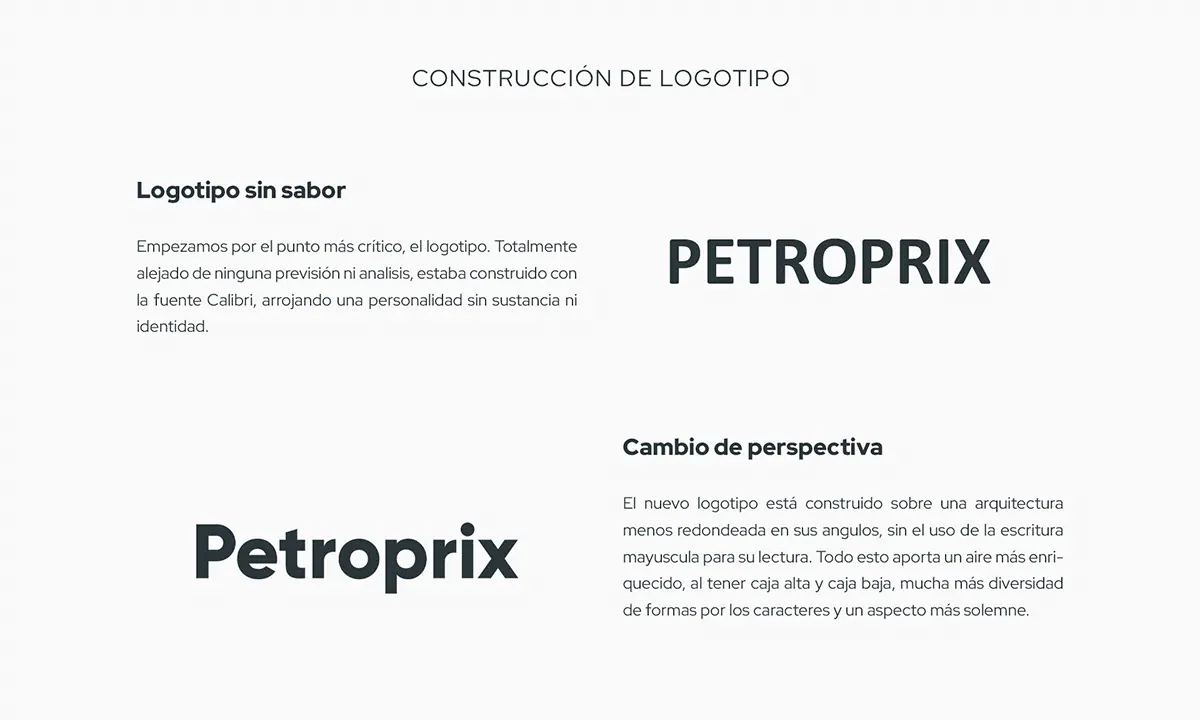 CONSTRUCCIÓN DE LOGOTIPO
Logotipo sin sabor
Empezamos por el punto más crítico, el logotipo. Totalmente
alejado de ninguna previsión ni analisis, estaba construido con
la fuente Calibri, arrojando una personalidad sin sustancia ni
identidad.
PETROPRIX
Petroprix
Cambio de perspectiva
El nuevo logotipo está construido sobre una arquitectura
menos redondeada en sus angulos, sin el uso de la escritura
mayuscula para su lectura. Todo esto aporta un aire más enri-
quecido, al tener caja alta y caja baja, mucha más diversidad
de formas por los caracteres y un aspecto más solemne.